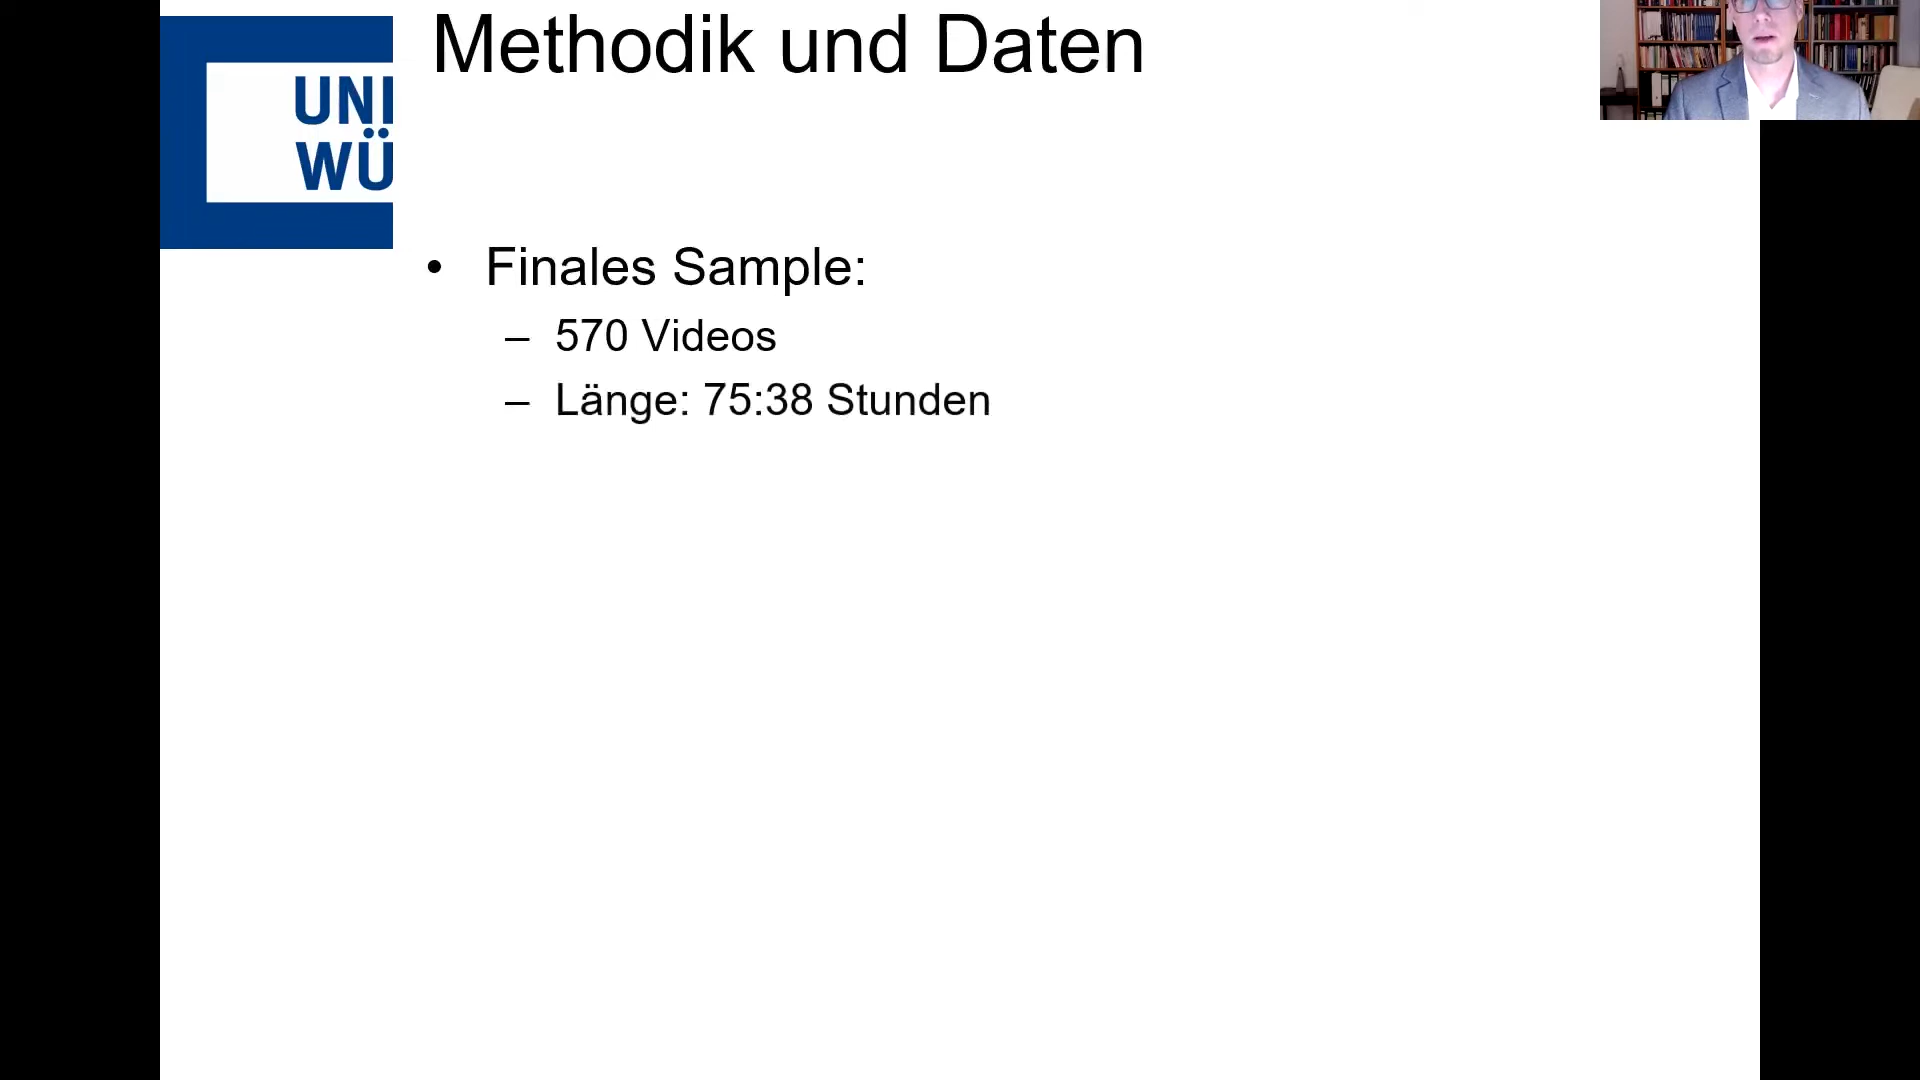 Methodik und Daten
UNI
WÜ
• Finales Sample:
– 570 Videos
– Länge: 75:38 Stunden